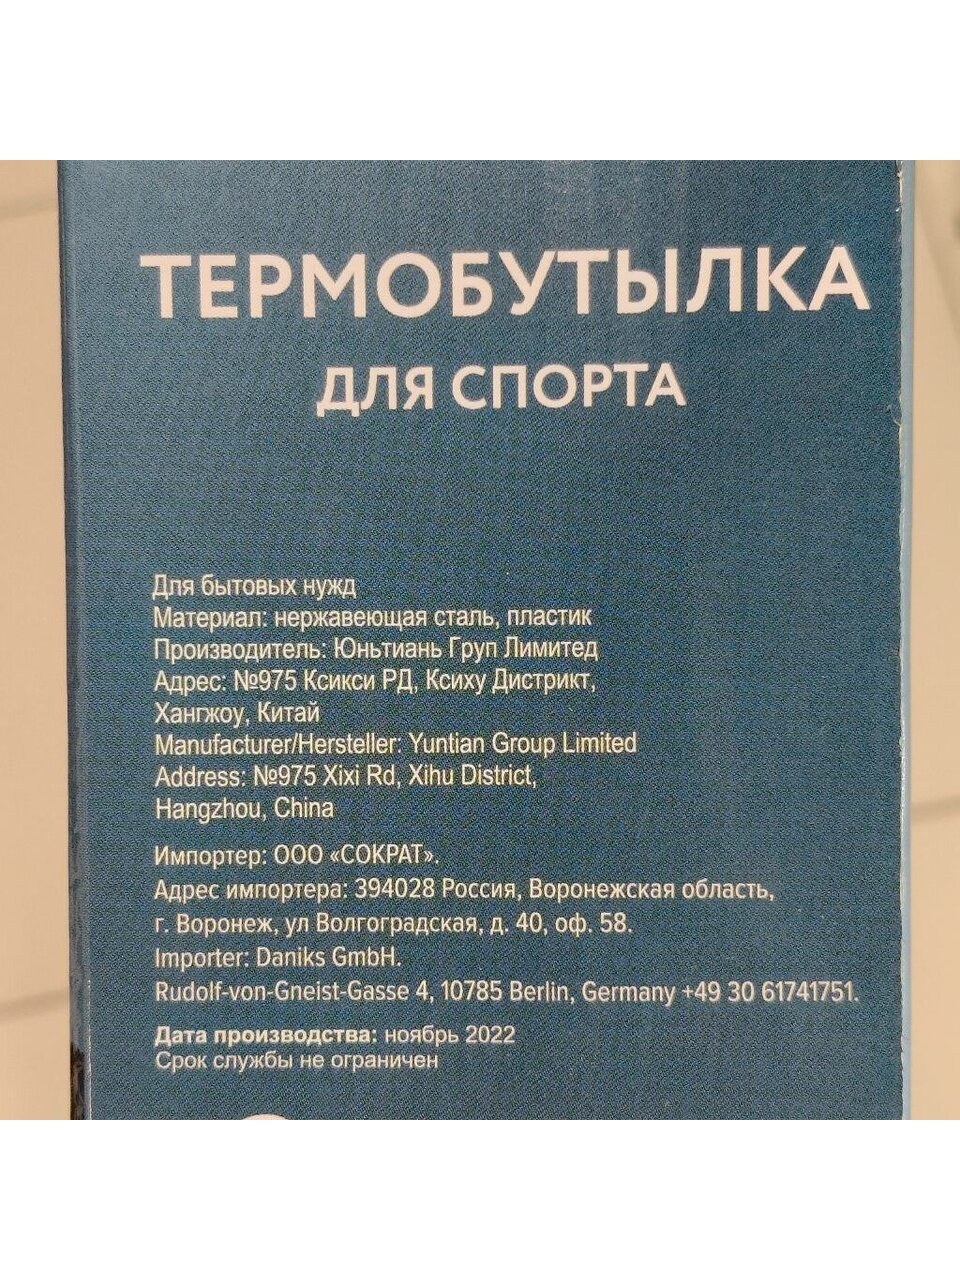 ТЕРМОБУТЫЛКА
ДЛЯ СПОРТА
Для бытовых нужд
Материал: нержавеющая сталь, пластик
Производитель: Юньтиань Груп Лимитед
Адрес: №975 Ксикси РД, Ксиху Дистрикт,
Хангжоу, Китай
Manufacturer/Hersteller: Yuntian Group Limited
Address: №975 Xixi Rd, Xihu District,
Hangzhou, China
Импортер: ООО «СОКРАТ».
Адрес импортера: 394028 Россия, Воронежская область,
г. Воронеж, ул Волгоградская, д. 40, оф. 58.
Importer: Daniks GmbH.
Rudolf-von-Gneist-Gasse 4, 10785 Berlin, Germany +49 30 61741751.
Дата производства: ноябрь 2022
Срок службы не ограничен